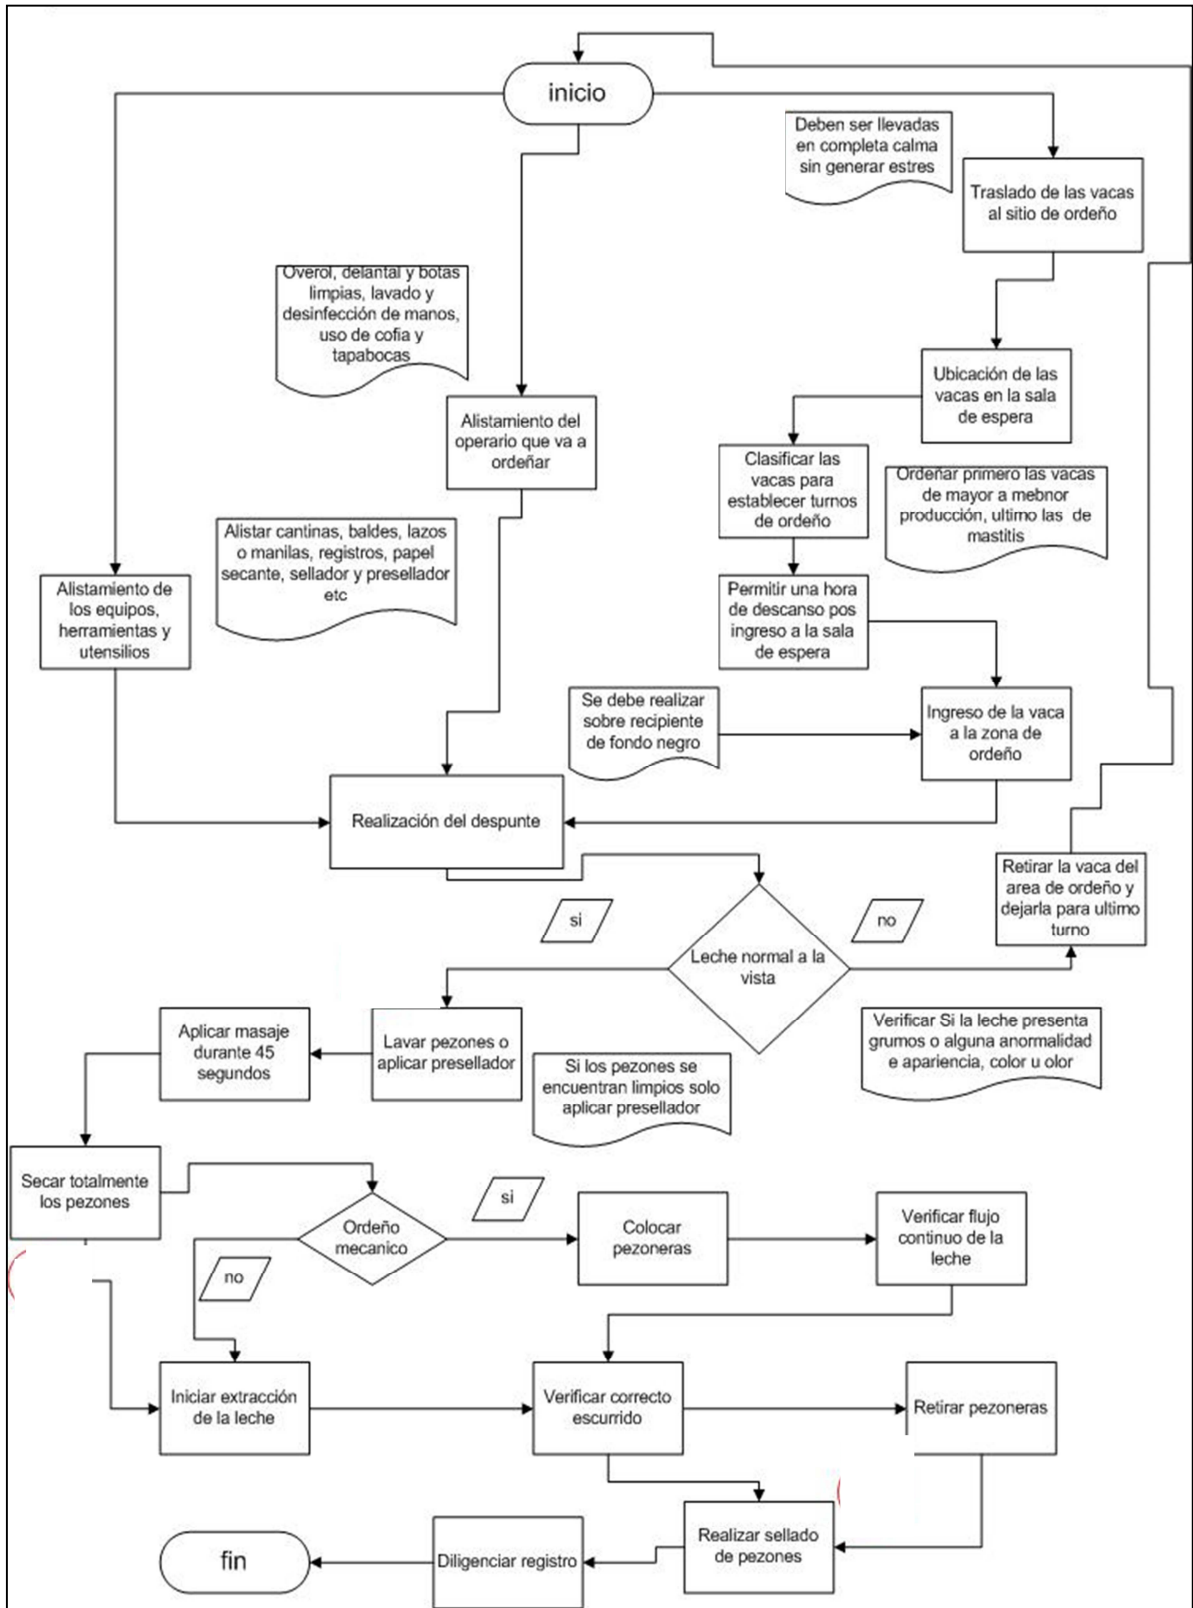 inicio
Deben ser llevadas
en completa calma
sin generar estres
Traslado de las vacas
al sitio de ordeño
Overol, delantal y botas
limpias, lavado y
desinfección de manos,
uso de cofia y
tapabocas
Ubicación de las
vacas en la sala
de espera
Alistamiento del
operario que va a
ordeñar
Clasificar las
vacas para
establecer turnos
de ordeño
Ordeñar primero las vacas
de mayor a mebnor
producción, ultimo las de
mastitis
Alistar cantinas, baldes, lazos
o manilas, registros, papel
secante, sellador y presellador
etc
Alistamiento de
los equipos,
herramientas y
utensilios
Permitir una hora
de descanso pos
ingreso a la sala
de espera
Se debe realizar
sobre recipiente
de fondo negro
Ingreso de la vaca
a la zona de
ordeño
Realización del despunte
Retirar la vaca del
area de ordeño y
dejarla para ultimo
turno
si
no
Leche normal a la
vista
Aplicar masaje
durante 45
segundos
Lavar pezones o
aplicar presellador
Si los pezones se
encuentran limpios solo
aplicar presellador
Verificar Si la leche presenta
grumos o alguna anormalidad
e apariencia, color u olor
Secar totalmente
los pezones
Ordeño
mecanico
si
no
Colocar
pezoneras
Verificar flujo
continuo de la
leche
Iniciar extracción
de la leche
Verificar correcto
escurrido
Retirar pezoneras
Realizar sellado
de pezones
Diligenciar registro
fin